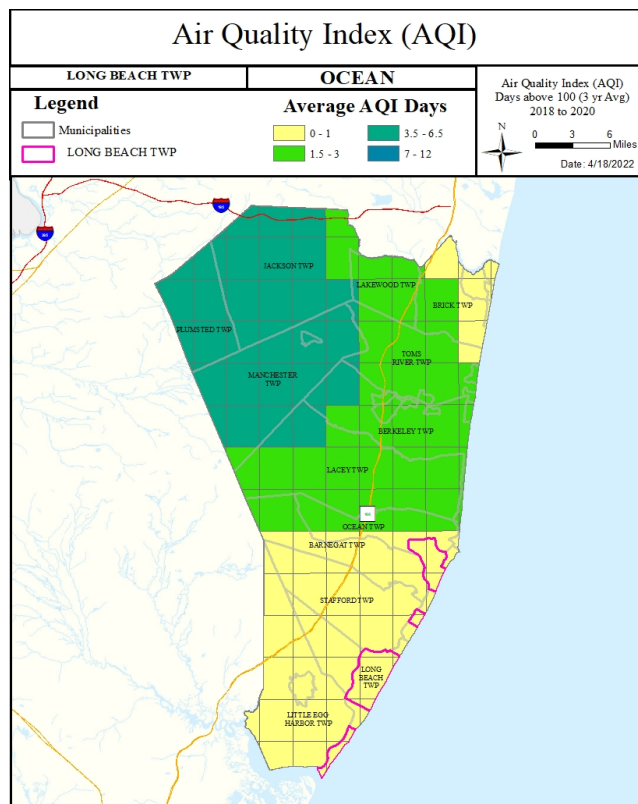 Air Quality Index (AQI)
LONG BEACH TWP
OCEAN
Legend
Municipalities
LONG BEACH TWP
Average AQI Days
0 - 1
1.5 - 3
3.5 - 6.5
7 - 12
Air Quality Index (AQI)
Days above 100 (3 yr Avg)
2018 to 2020
N
0 3 6
Miles
Date: 4/18/2022
JACKSON TWP
LAKEWOOD TWP
BRICK TWP
PLUMSTED TWP
TOMS
RIVER TWP
MANCHESTER
TWP
BERKELEY TWP
LACEY TWP
OCEAN TWP
BARNEGAT TWP
STAFFORD TWP
LONG
BEACH
TWP
LITTLE EGG
HARBOR TWP